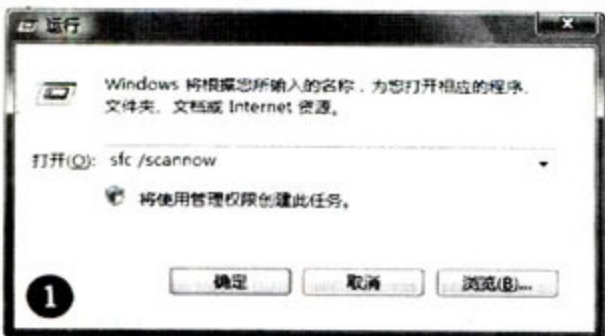 运行
Windows 将根据您所输入的名称，为您打开相应的程序、
文件夹、文档或 Internet 资源。
打开(O): sfc /scannow
将使用管理权限创建此任务。
确定 取消 浏览(B)...
1